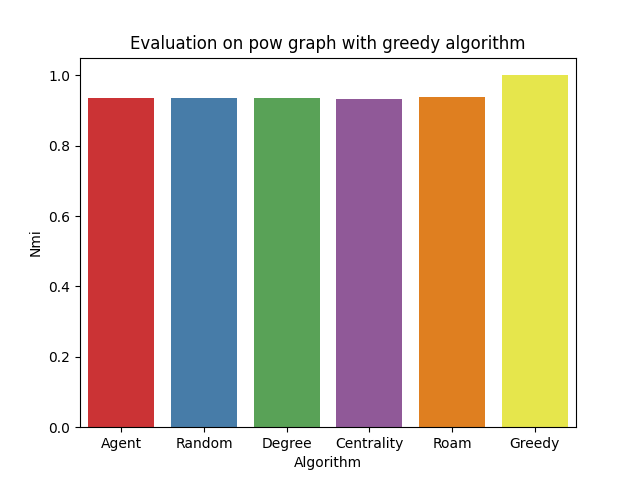 Evaluation on pow graph with greedy algorithm
1.0
0.8
0.6
0.4
0.2
0.0
Nmi
Agent Random Degree Centrality Roam Greedy
Algorithm